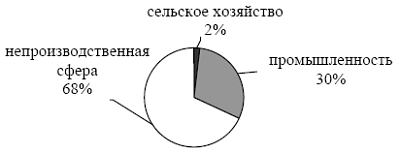 сельское хозяйство
2%
непроизводственная
сфера
68%
промышленность
30%